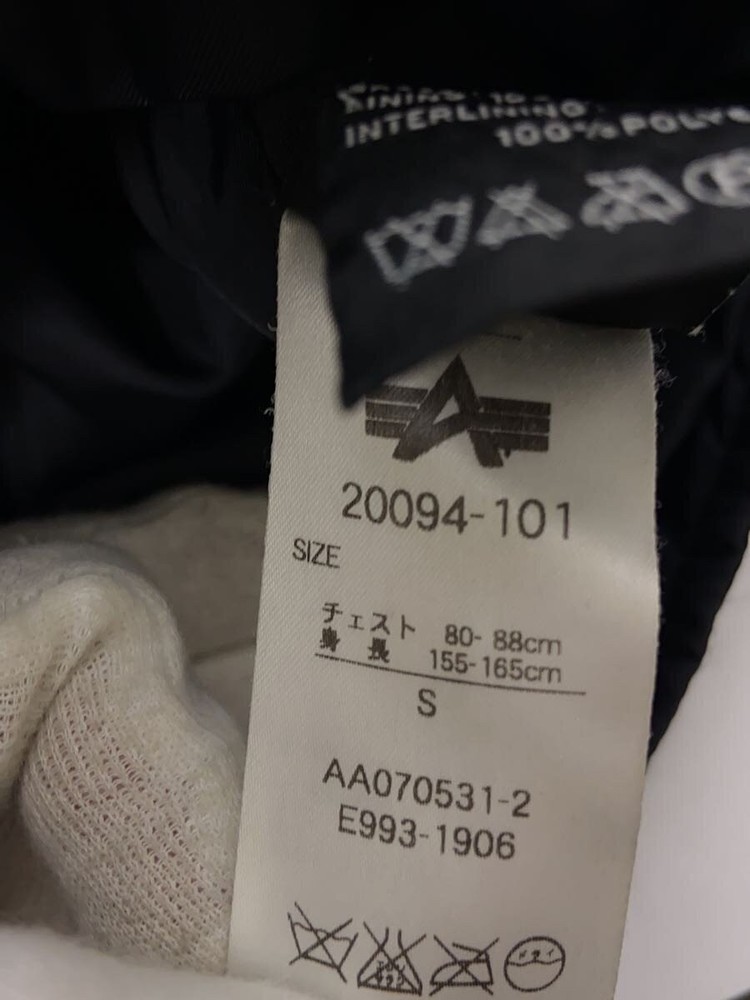 INTERLINING
100% POLY
20094-101
SIZE
チェスト 80-88cm
身長 155-165cm
S
AA070531-2
E993-1906